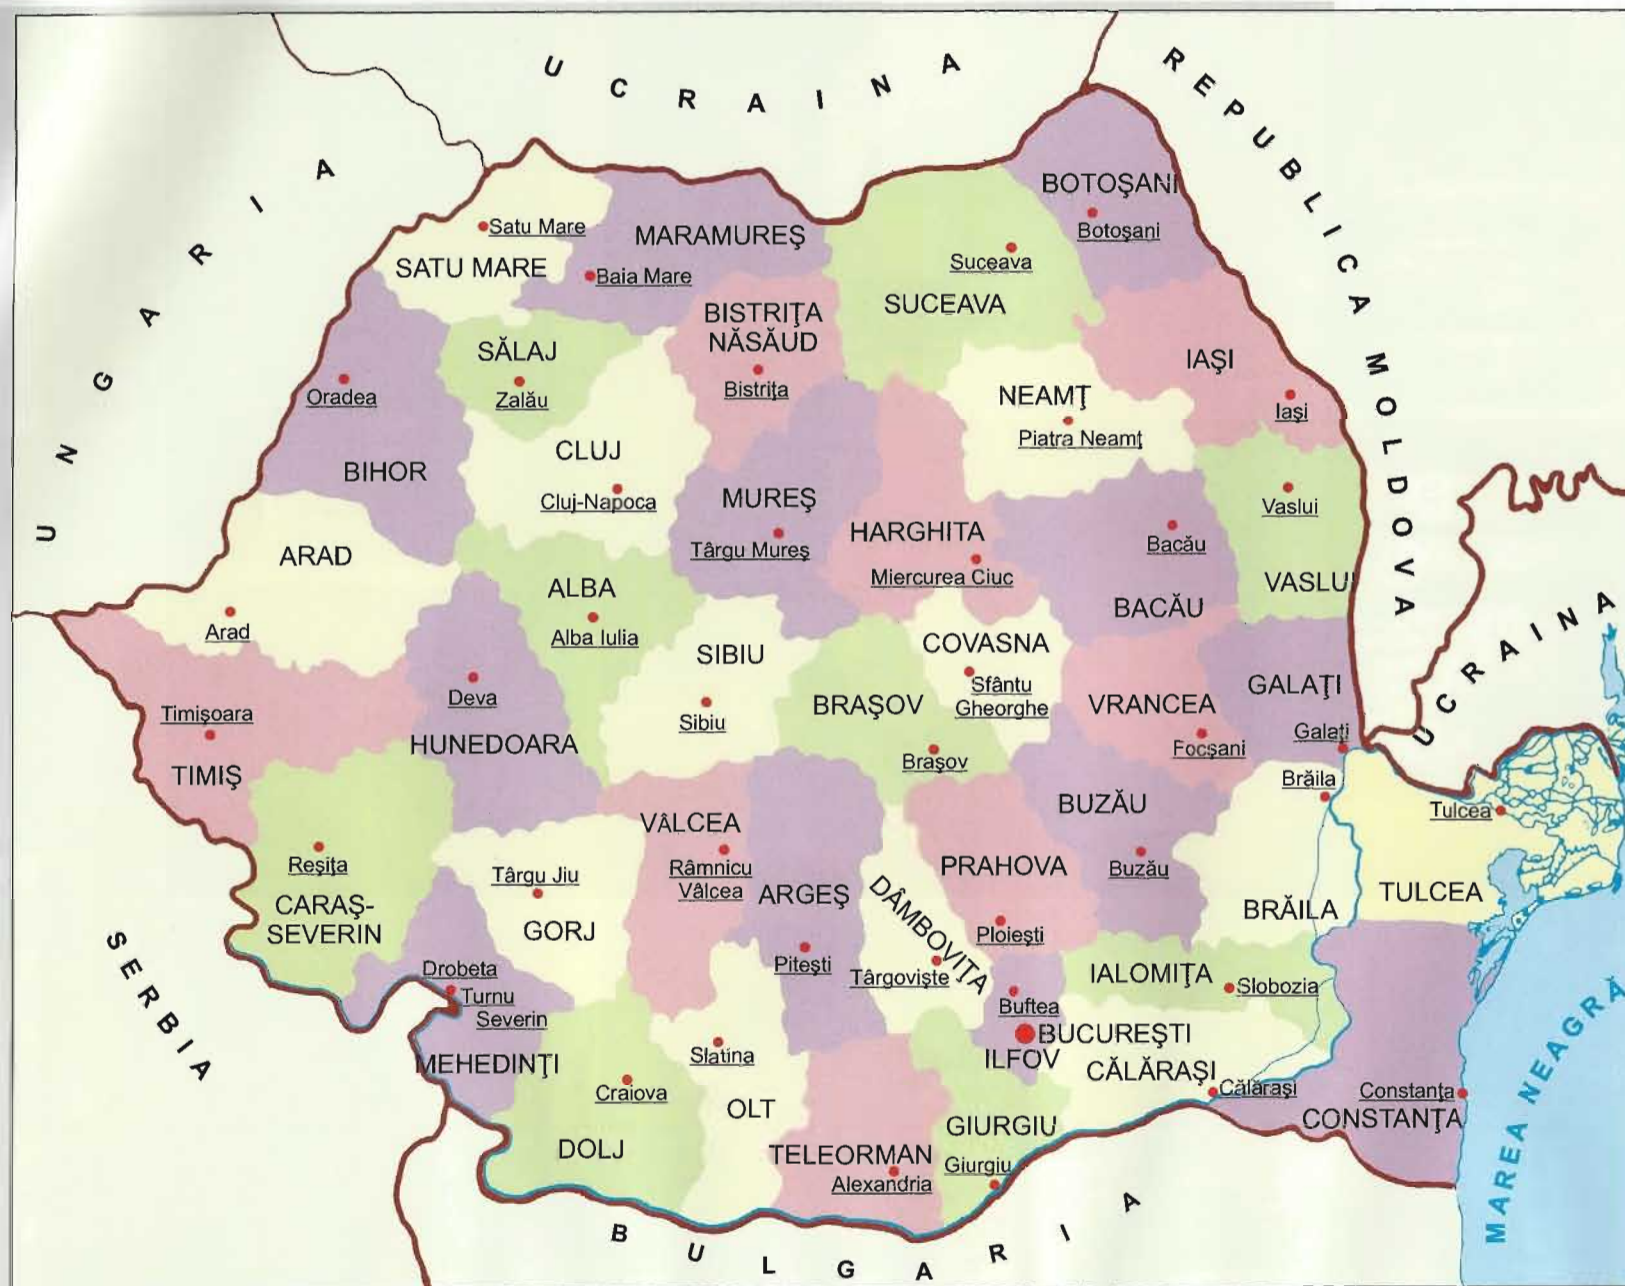 UCRAINA
REPUBLICA MOLDOVA
UNGARIA
BOTOŞANI
Botoşani
Satu Mare
SATU MARE
MARAMUREŞ
Baia Mare
Suceava
SUCEAVA
BISTRIŢA
NĂSĂUD
Bistriţa
SĂLAJ
Zalău
IAŞI
Iaşi
Oradea
BIHOR
NEAMŢ
Piatra Neamţ
CLUJ
Cluj-Napoca
MUREŞ
Târgu Mureş
HARGHITA
Miercurea Ciuc
Bacău
BACĂU
Vaslui
VASLUI
ARAD
Arad
ALBA
Alba Iulia
UCRAINA
SIBIU
Sibiu
COVASNA
Sfântu
Gheorghe
Deva
HUNEDOARA
BRAŞOV
Braşov
VRANCEA
Focşani
GALAŢI
Galaţi
Timişoara
TIMIŞ
Brăila
BRĂILA
Tulcea
TULCEA
BUZĂU
Buzău
VÂLCEA
Râmnicu
Vâlcea
Reşiţa
CARAŞ-
SEVERIN
Târgu Jiu
GORJ
ARGEŞ
Piteşti
DÂMBOVIŢA
Târgovişte
PRAHOVA
Ploieşti
SERBIA
Drobeta
Turnu
Severin
MEHEDINŢI
IALOMIŢA
Slobozia
Buftea
BUCUREŞTI
ILFOV
CĂLĂRAŞI
Călăraşi
Slatina
OLT
Craiova
DOLJ
Constanţa
CONSTANŢA
MAREA NEAGRĂ
TELEORMAN
Alexandria
GIURGIU
Giurgiu
BULGARIA